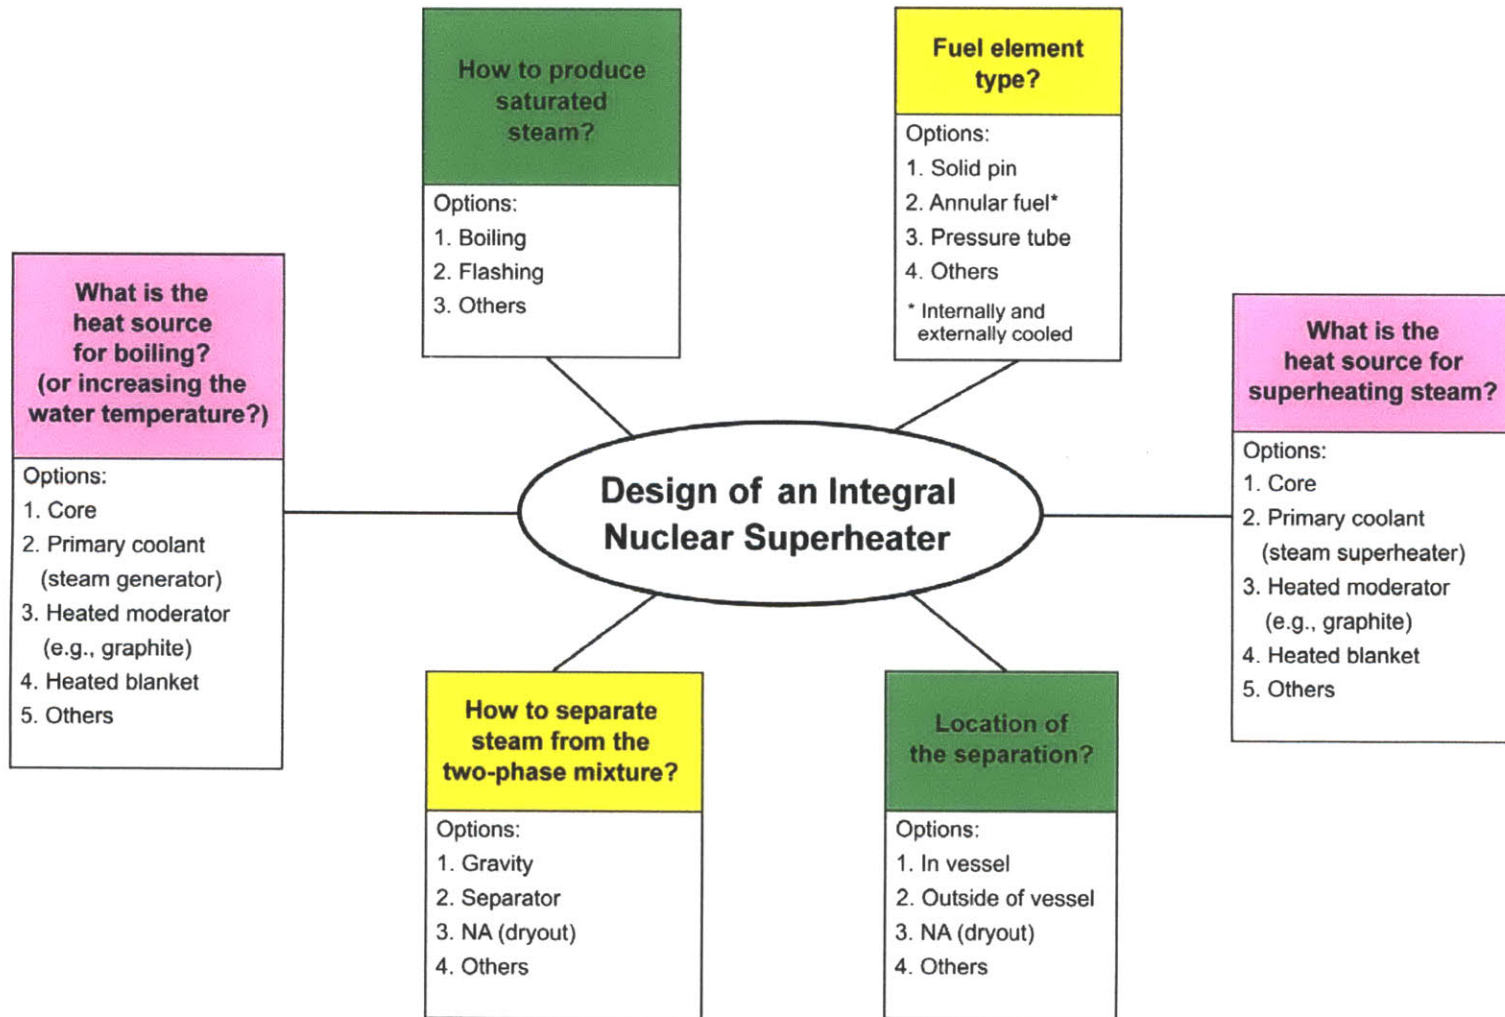 How to produce
saturated
steam?
Options:
1. Boiling
2. Flashing
3. Others
Fuel element
type?
Options:
1. Solid pin
2. Annular fuel*
3. Pressure tube
4. Others
* Internally and
externally cooled
What is the
heat source
for boiling?
(or increasing the
water temperature?)
Options:
1. Core
2. Primary coolant
(steam generator)
3. Heated moderator
(e.g., graphite)
4. Heated blanket
5. Others
Design of an Integral
Nuclear Superheater
What is the
heat source for
superheating steam?
Options:
1. Core
2. Primary coolant
(steam superheater)
3. Heated moderator
(e.g., graphite)
4. Heated blanket
5. Others
How to separate
steam from the
two-phase mixture?
Options:
1. Gravity
2. Separator
3. NA (dryout)
4. Others
Location of
the separation?
Options:
1. In vessel
2. Outside of vessel
3. NA (dryout)
4. Others